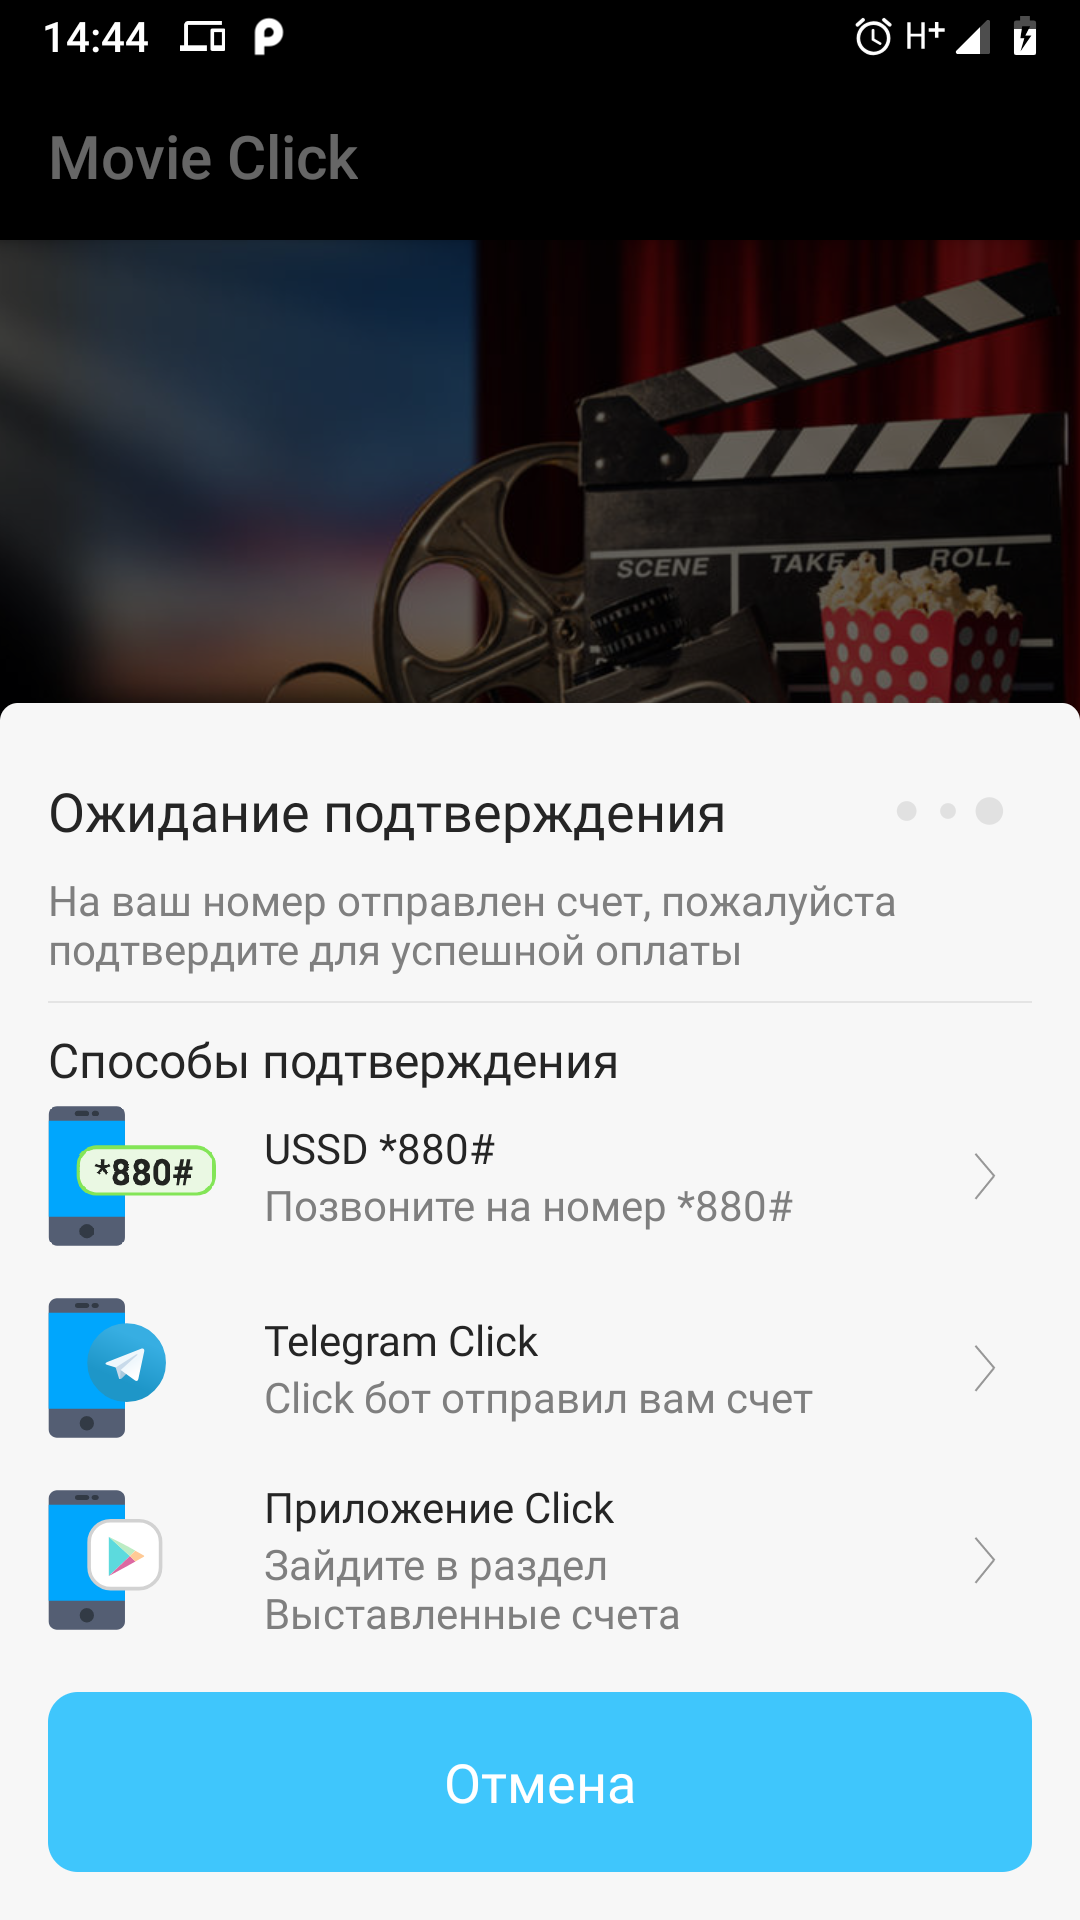 14:44
H+
Movie Click
SCENE TAKE ROLL
Ожидание подтверждения
На ваш номер отправлен счет, пожалуйста
подтвердите для успешной оплаты
Способы подтверждения
*880#
USSD *880#
Позвоните на номер *880#
Telegram Click
Click бот отправил вам счет
Приложение Click
Зайдите в раздел
Выставленные счета
Отмена